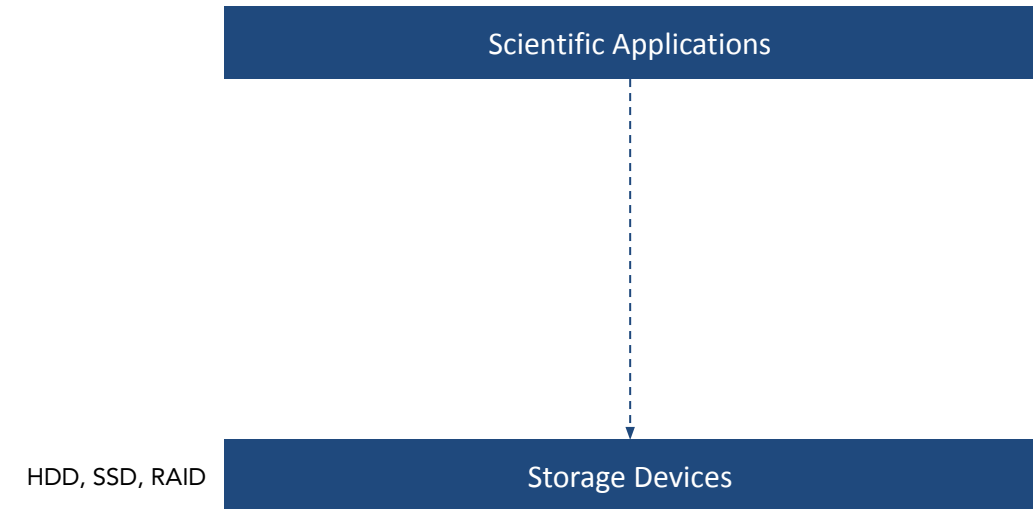 Scientific Applications
HDD, SSD, RAID
Storage Devices